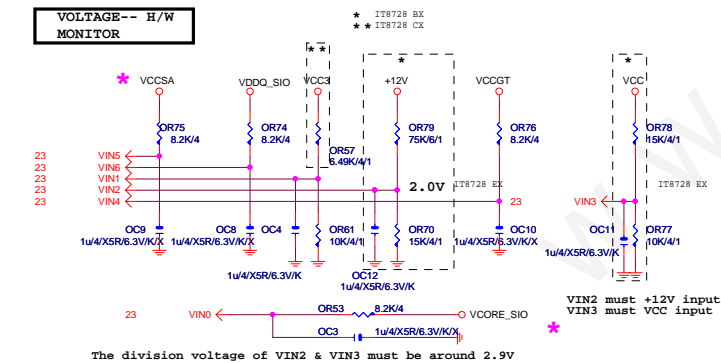 VOLTAGE-- H/W
MONITOR
* IT8728 BX
** IT8728 CX
**
*
*
*
VCCSA
VDDQ_SIO
VCC3
+12V
VCCGT
VCC
OR75
8.2K/4
OR74
8.2K/4
OR57
6.49K/4/1
OR79
75K/6/1
OR76
8.2K/4
OR78
15K/4/1
23 VIN5
23 VIN6
23 VIN1
23 VIN2
23 VIN4
2.0V
IT8728 EX
23
VIN3
IT8728 EX
OC9
1u/4/X5R/6.3V/K/X
OC8
1u/4/X5R/6.3V/K/X
OC4
1u/4/X5R/6.3V/K
OR61
10K/4/1
OC12
1u/4/X5R/6.3V/K
OR70
15K/4/1
OC10
1u/4/X5R/6.3V/K
OC11
1u/4/X5R/6.3V/K
OR77
10K/4/1
VIN2 must +12V input
VIN3 must VCC input
*
23 VIN0
OR53 8.2K/4
VCORE_SIO
OC3 1u/4/X5R/6.3V/K/X
The division voltage of VIN2 & VIN3 must be around 2.9V
W W